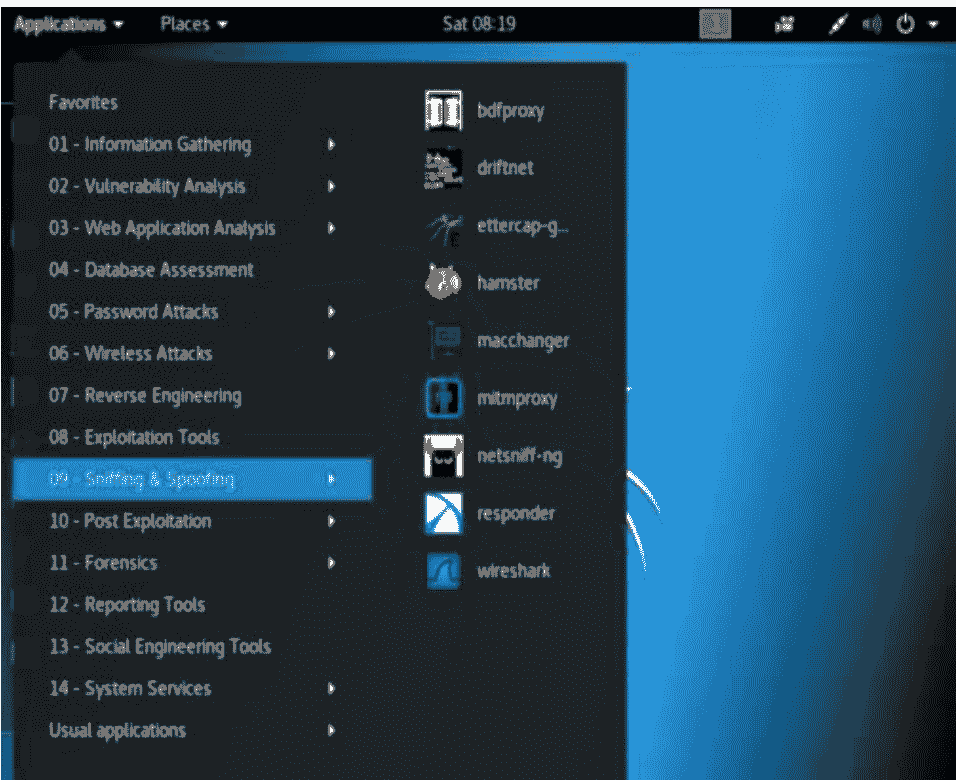 Applications Places Sat 08:19
Favorites
01 - Information Gathering
02 - Vulnerability Analysis
03 - Web Application Analysis
04 - Database Assessment
05 - Password Attacks
06 - Wireless Attacks
07 - Reverse Engineering
08 - Exploitation Tools
09 - Sniffing & Spoofing
10 - Post Exploitation
11 - Forensics
12 - Reporting Tools
13 - Social Engineering Tools
14 - System Services
Usual applications
bdfproxy
driftnet
ettercap-g...
hamster
macchanger
mitmproxy
netsniff-ng
responder
wireshark